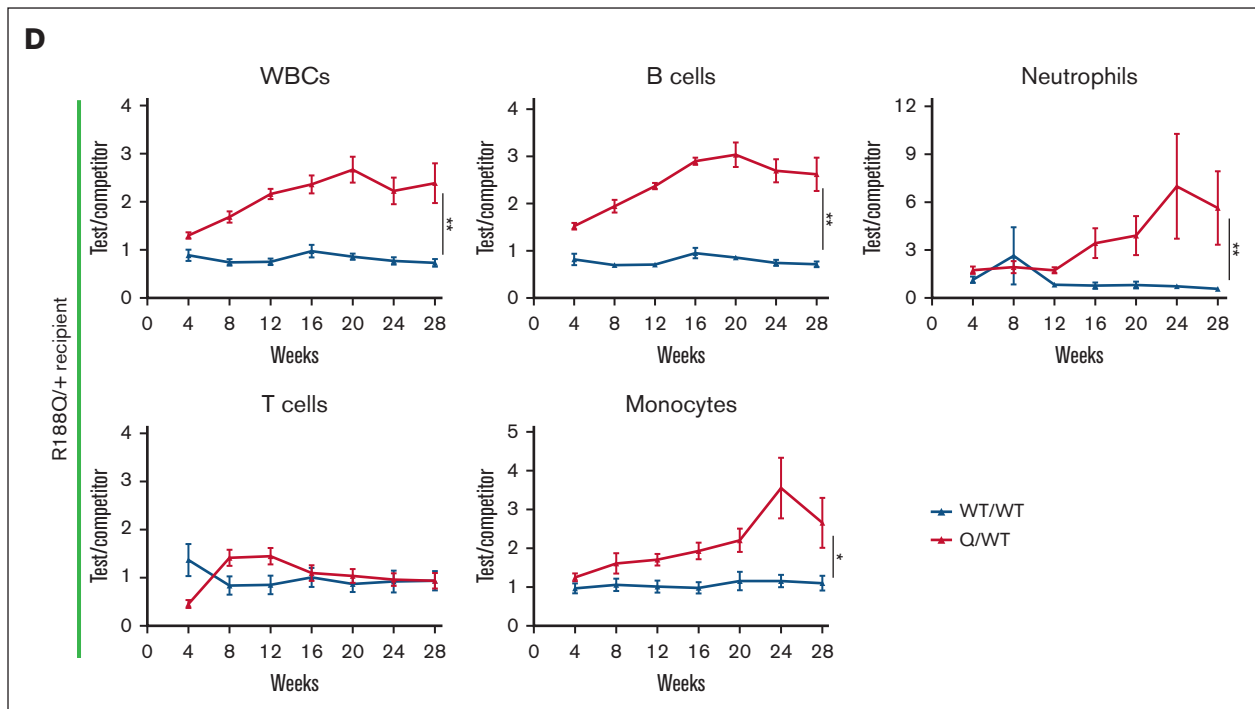 D
R188Q/+ recipient
WBCs
Test/competitor
4
3
2
1
0
**
0 4 8 12 16 20 24 28
Weeks
B cells
Test/competitor
4
3
2
1
0
**
0 4 8 12 16 20 24 28
Weeks
Neutrophils
Test/competitor
12
9
6
3
0
**
0 4 8 12 16 20 24 28
Weeks
T cells
Test/competitor
4
3
2
1
0
0 4 8 12 16 20 24 28
Weeks
Monocytes
Test/competitor
5
4
3
2
1
0
*
0 4 8 12 16 20 24 28
Weeks
WT/WT
Q/WT